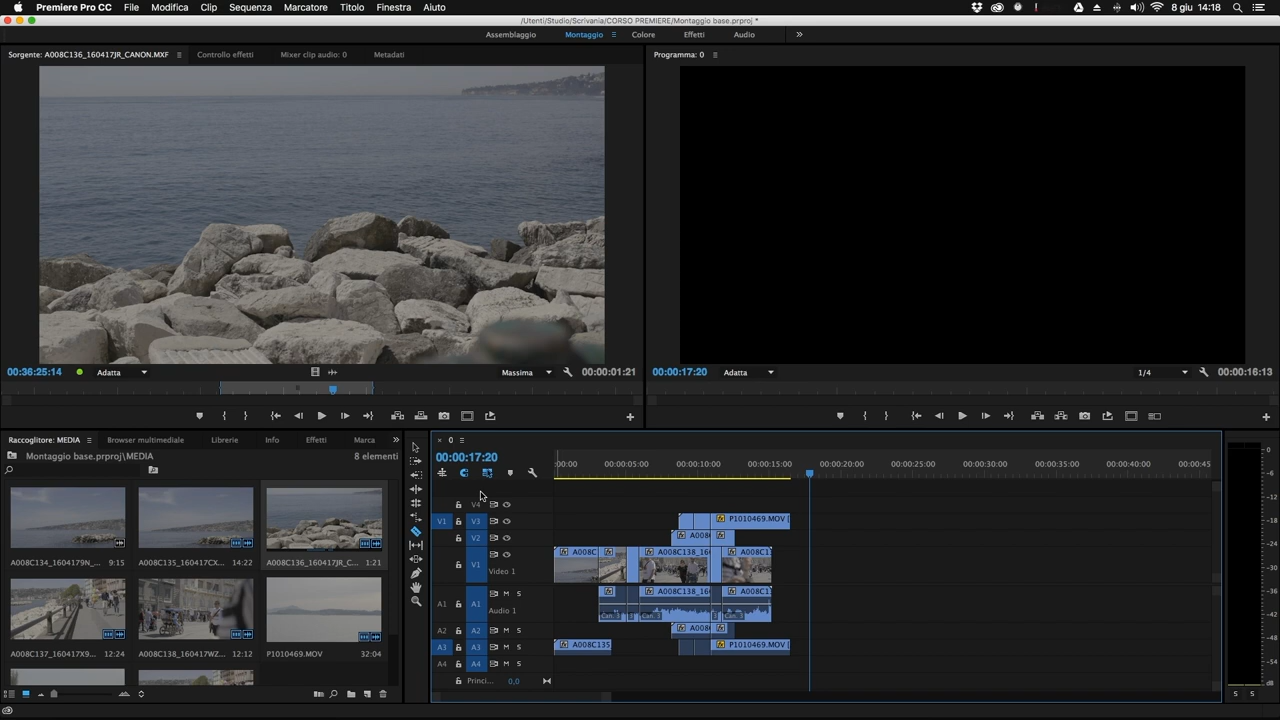 Premiere Pro CC File Modifica Clip Sequenza Marcatore Titolo Finestra Aiuto 8 giu 14:18
/Utenti/Studio/Scrivania/CORSO PREMIERE/Montaggio base.prproj *
Assemblaggio Montaggio Colore Effetti Audio
Sorgente: A008C136_160417JR_CANON.MXF Controllo effetti Mixer clip audio: 0 Metadati Programma: 0
00:36:25:14 Adatta Massima 00:00:01:21 00:00:17:20 Adatta 1/4 00:00:16:13
Raccoglitore: MEDIA Browser multimediale Librerie Info Effetti Marca 0
Montaggio base.prproj\MEDIA 8 elementi 00:00:17:20
:00:00 00:00:05:00 00:00:10:00 00:00:15:00 00:00:20:00 00:00:25:00 00:00:30:00 00:00:35:00 00:00:40:00 00:00:45
V4
V1 V3 P1010469.MOV [
V2 A008
A008C A008C138_16 A008C1
A008C134_1604179N_... 9:15 A008C135_160417CX... 14:22 A008C136_160417JR_C... 1:21
V1 Video 1
A1 A1 M S A008C138_16 A008C1
Audio 1
A2 A2 M S A008
A3 A3 M S A008C135 P1010469.MOV [
A008C137_160417X9... 12:24 A008C138_160417WZ... 12:12 P1010469.MOV 32:04
A4 A4 M S
Princi... 0,0
S S
0